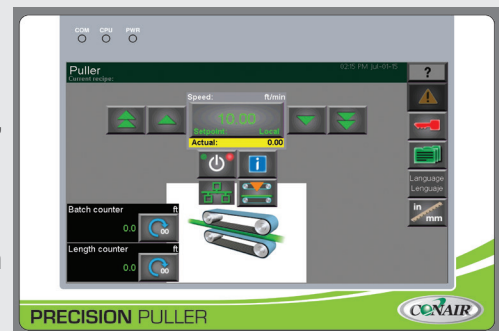 COM CPU PWR
Puller
Current recipe:
02:15 PM Jul-01-15
?
Speed: ft/min
10.00
Setpoint: Local
Actual: 0.00
i
Language
Lenguaje
in
mm
Batch counter ft
0.0 00
Length counter ft
0.0 00
PRECISION PULLER
CONAIR